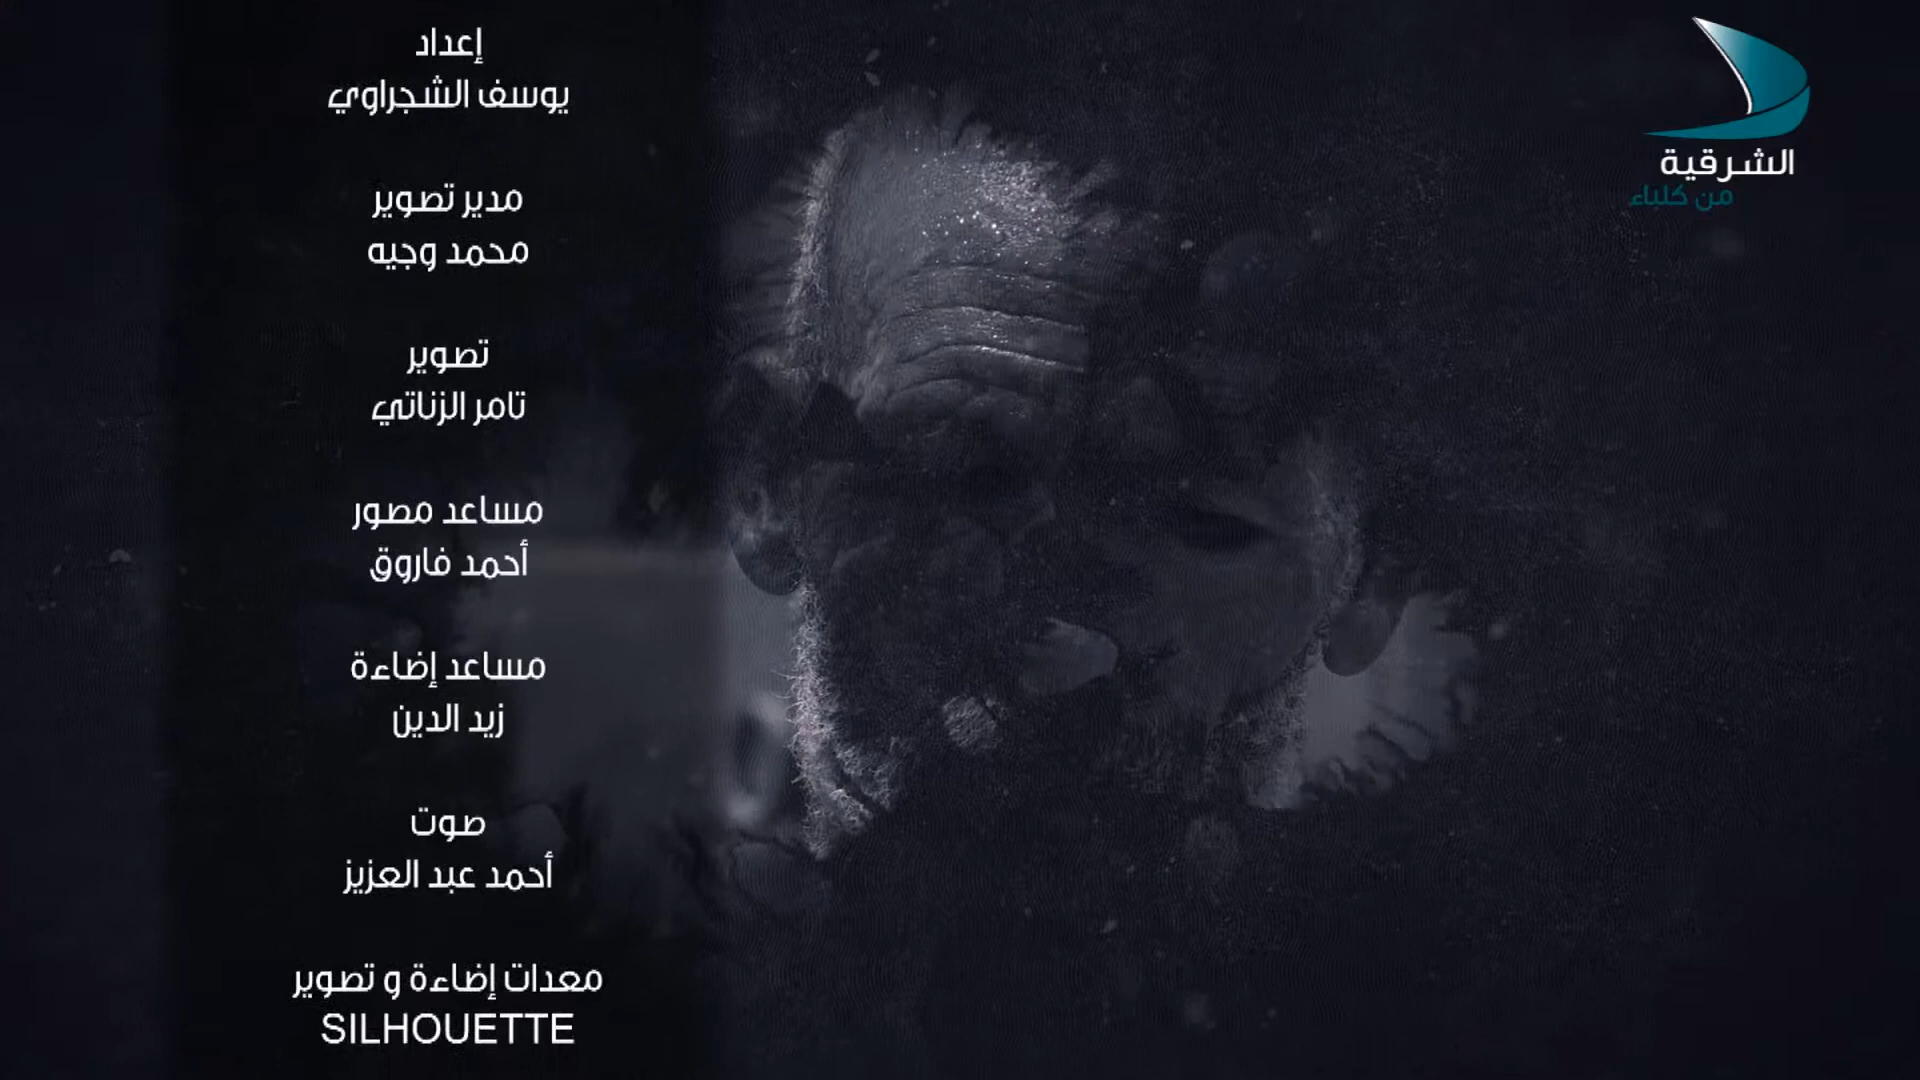 إعداد
يوسف الشجراوي
مدير تصوير
محمد وجيه
تصوير
تامر الزناتي
مساعد مصور
أحمد فاروق
مساعد إضاءة
زيد الدين
صوت
أحمد عبد العزيز
معدات إضاءة و تصوير
SILHOUETTE
الشرقية
من كلباء